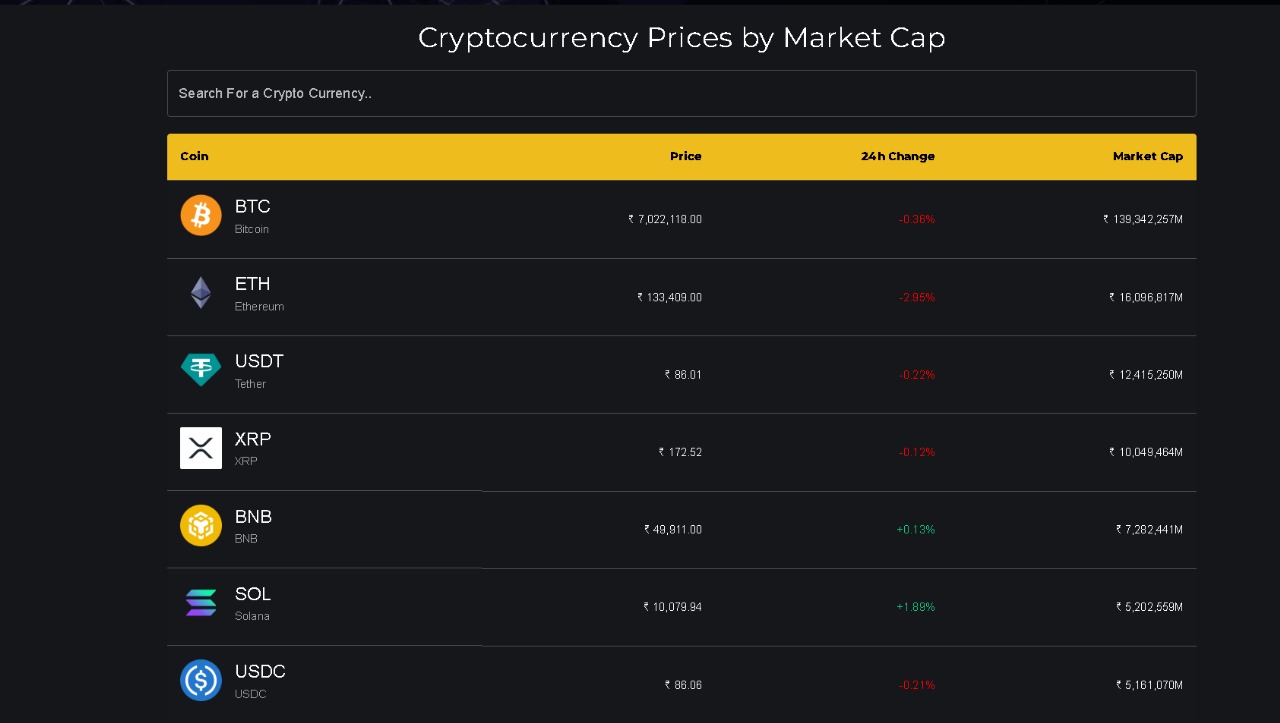 Cryptocurrency Prices by Market Cap
Search For a Crypto Currency..
Coin Price 24h Change Market Cap
BTC
Bitcoin
₹ 7,022,118.00 -0.36% ₹ 139,342,257M
ETH
Ethereum
₹ 133,409.00 -2.95% ₹ 16,096,817M
USDT
Tether
₹ 86.01 -0.22% ₹ 12,415,250M
XRP
XRP
₹ 172.52 -0.12% ₹ 10,049,464M
BNB
BNB
₹ 49,911.00 +0.13% ₹ 7,282,441M
SOL
Solana
₹ 10,079.94 +1.89% ₹ 5,202,559M
USDC
USDC
₹ 86.06 -0.21% ₹ 5,161,070M